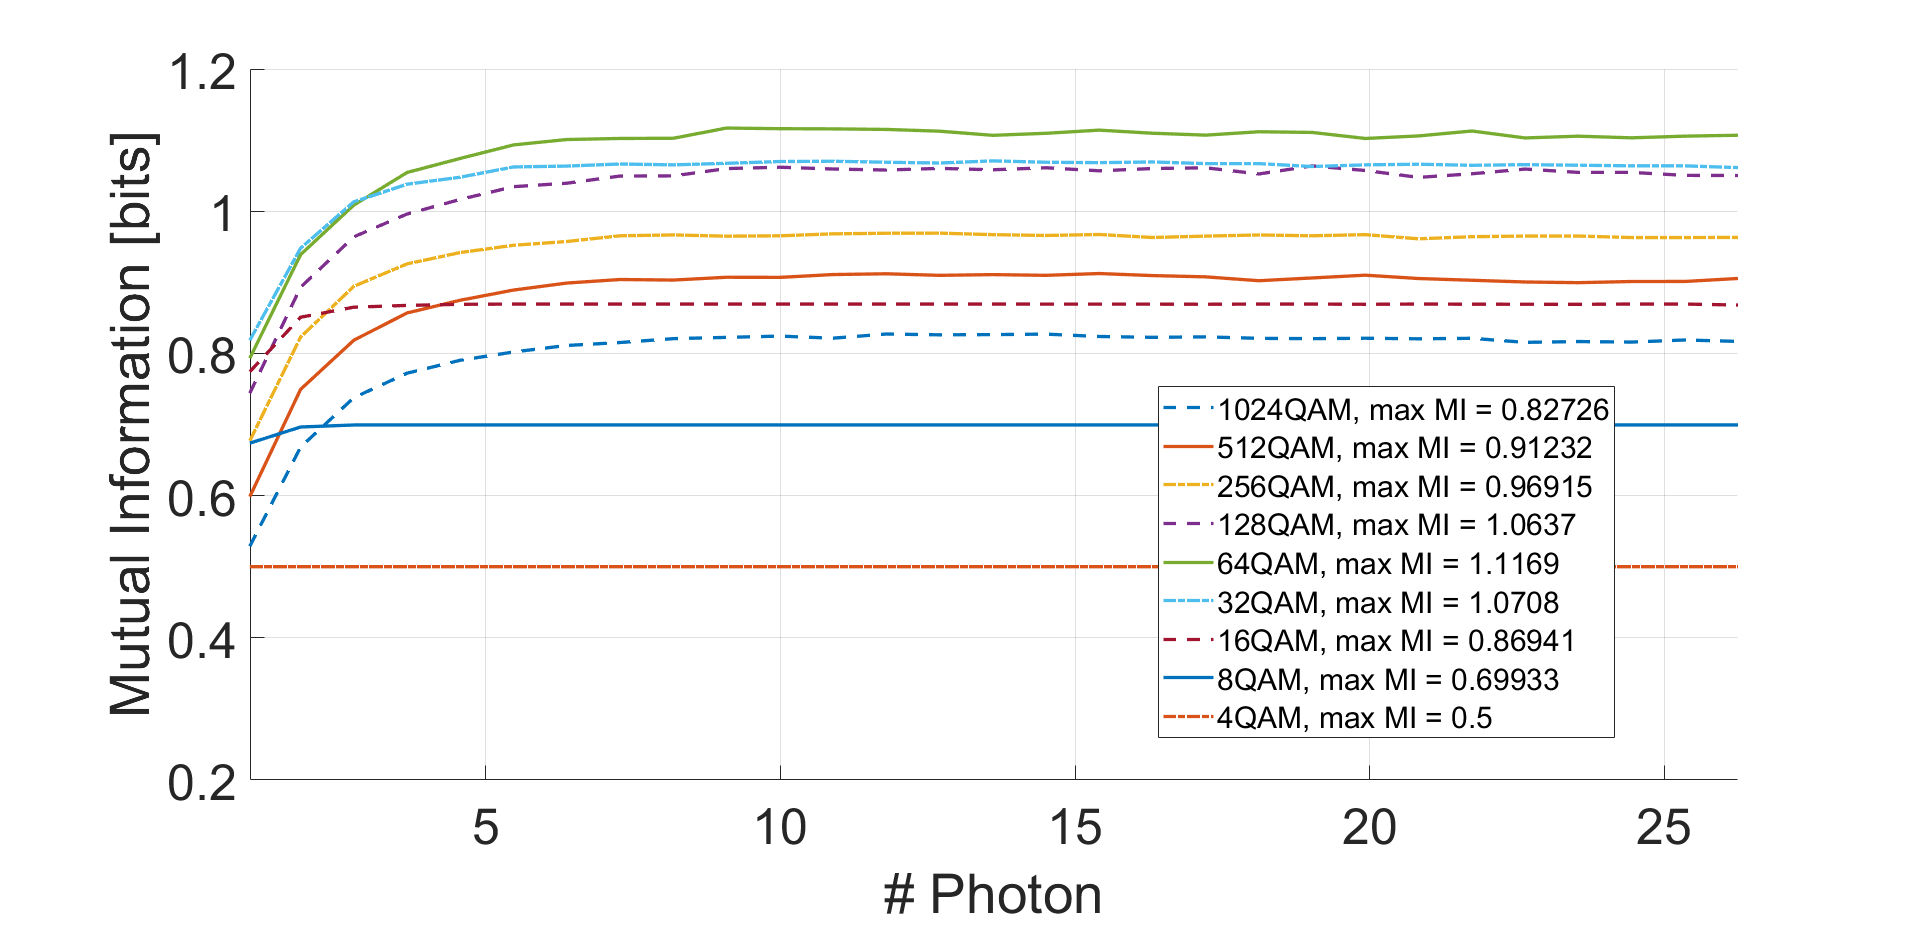 Mutual Information [bits]
1.2
1
0.8
0.6
0.4
0.2
1024QAM, max MI = 0.82726
512QAM, max MI = 0.91232
256QAM, max MI = 0.96915
128QAM, max MI = 1.0637
64QAM, max MI = 1.1169
32QAM, max MI = 1.0708
16QAM, max MI = 0.86941
8QAM, max MI = 0.69933
4QAM, max MI = 0.5
5 10 15 20 25
# Photon